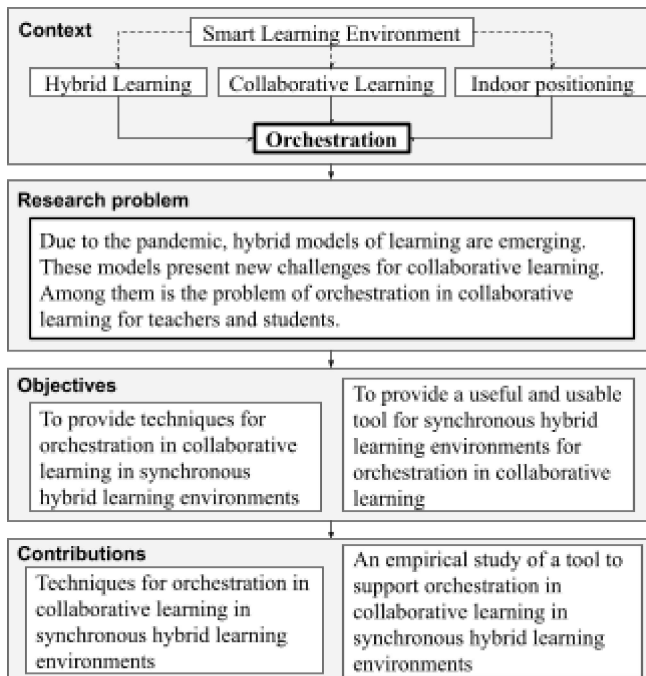 Context
Smart Learning Environment
Hybrid Learning
Collaborative Learning
Indoor positioning
Orchestration
Research problem
Due to the pandemic, hybrid models of learning are emerging.
These models present new challenges for collaborative learning.
Among them is the problem of orchestration in collaborative
learning for teachers and students.
Objectives
To provide techniques for
orchestration in collaborative
learning in synchronous
hybrid learning environments
To provide a useful and usable
tool for synchronous hybrid
learning environments for
orchestration in collaborative
learning
Contributions
Techniques for orchestration in
collaborative learning in
synchronous hybrid learning
environments
An empirical study of a tool to
support orchestration in
collaborative learning in
synchronous hybrid learning
environments